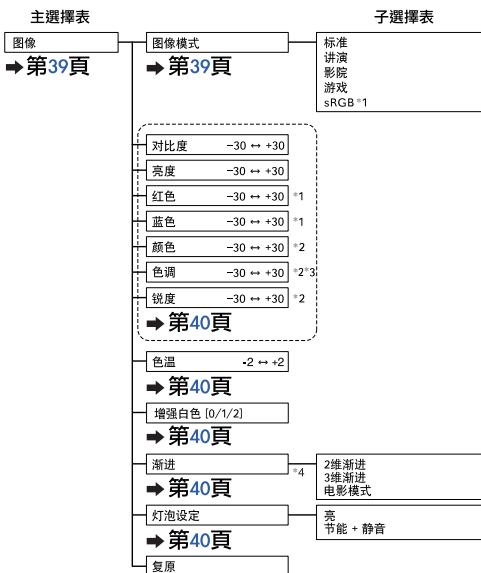 主選擇表
子選擇表
图像
➡ 第39頁
图像模式
➡ 第39頁
标准
讲演
影院
游戏
sRGB *1
对比度 −30 ↔ +30
亮度 −30 ↔ +30
红色 −30 ↔ +30 *1
蓝色 −30 ↔ +30 *1
颜色 −30 ↔ +30 *2
色调 −30 ↔ +30 *2*3
锐度 −30 ↔ +30 *2
➡ 第40頁
色温 -2 ↔ +2
➡ 第40頁
增强白色 [0/1/2]
➡ 第40頁
渐进 *4
➡ 第40頁
2维渐进
3维渐进
电影模式
灯泡设定
➡ 第40頁
亮
节能 + 静音
复原